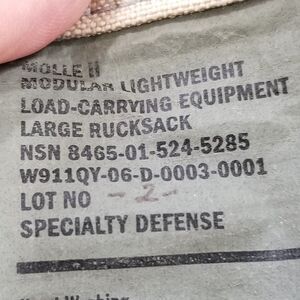 MOLLE II
MODULAR LIGHTWEIGHT
LOAD-CARRYING EQUIPMENT
LARGE RUCKSACK
NSN 8465-01-524-5285
W911QY-06-D-0003-0001
LOT NO -2-
SPECIALTY DEFENSE